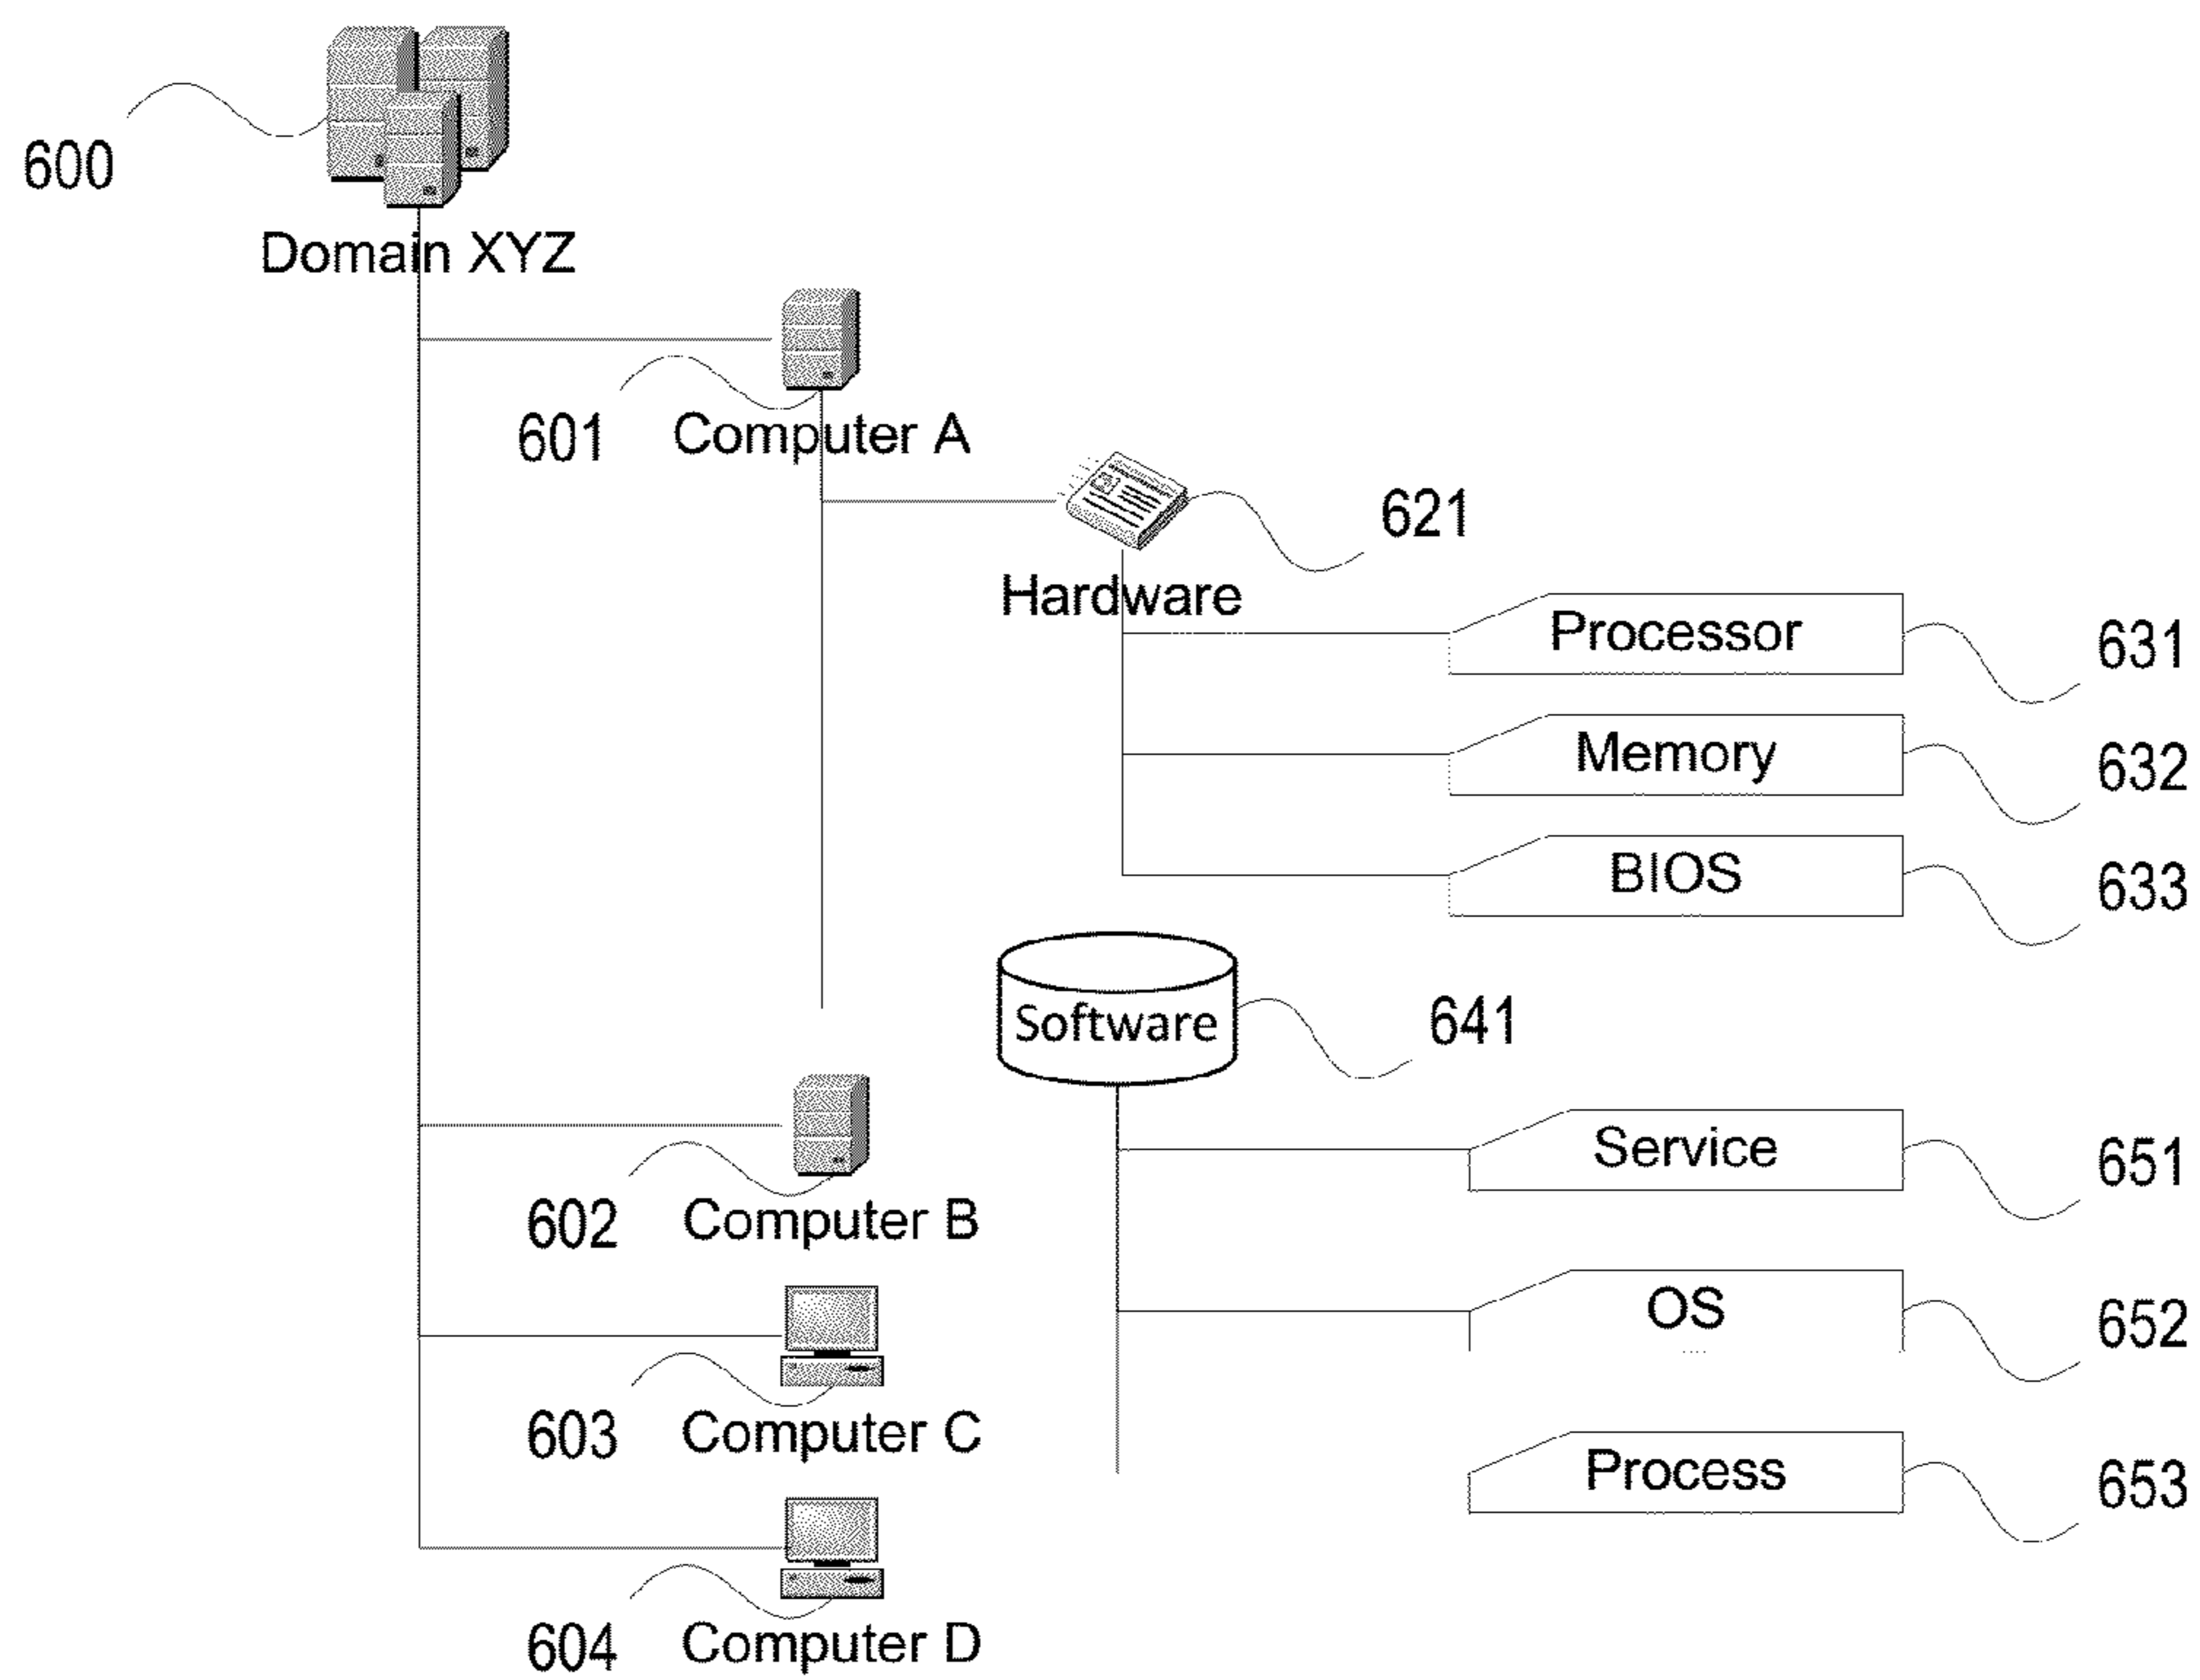 600
Domain XYZ
601 Computer A
621
Hardware
Processor 631
Memory 632
BIOS 633
Software 641
Service 651
602 Computer B
OS 652
603 Computer C
Process 653
604 Computer D